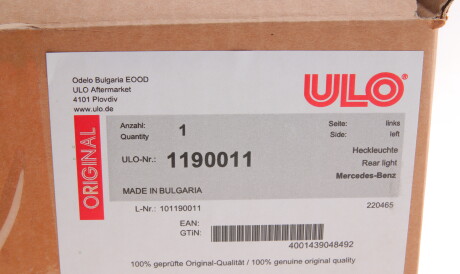 Odelo Bulgaria EOOD
ULO Aftermarket
4101 Plovdiv
www.ulo.de
ULO®
ORIGINAL
Anzahl: 1 Seite: links
Quantity Side: left
ULO-Nr.: 1190011
Heckleuchte
Rear light
Mercedes-Benz
MADE IN BULGARIA
L-Nr.: 101190011 220465
EAN:
GTIN:
4001439048492
100% geprüfte Original-Qualität / 100% genuine original quality